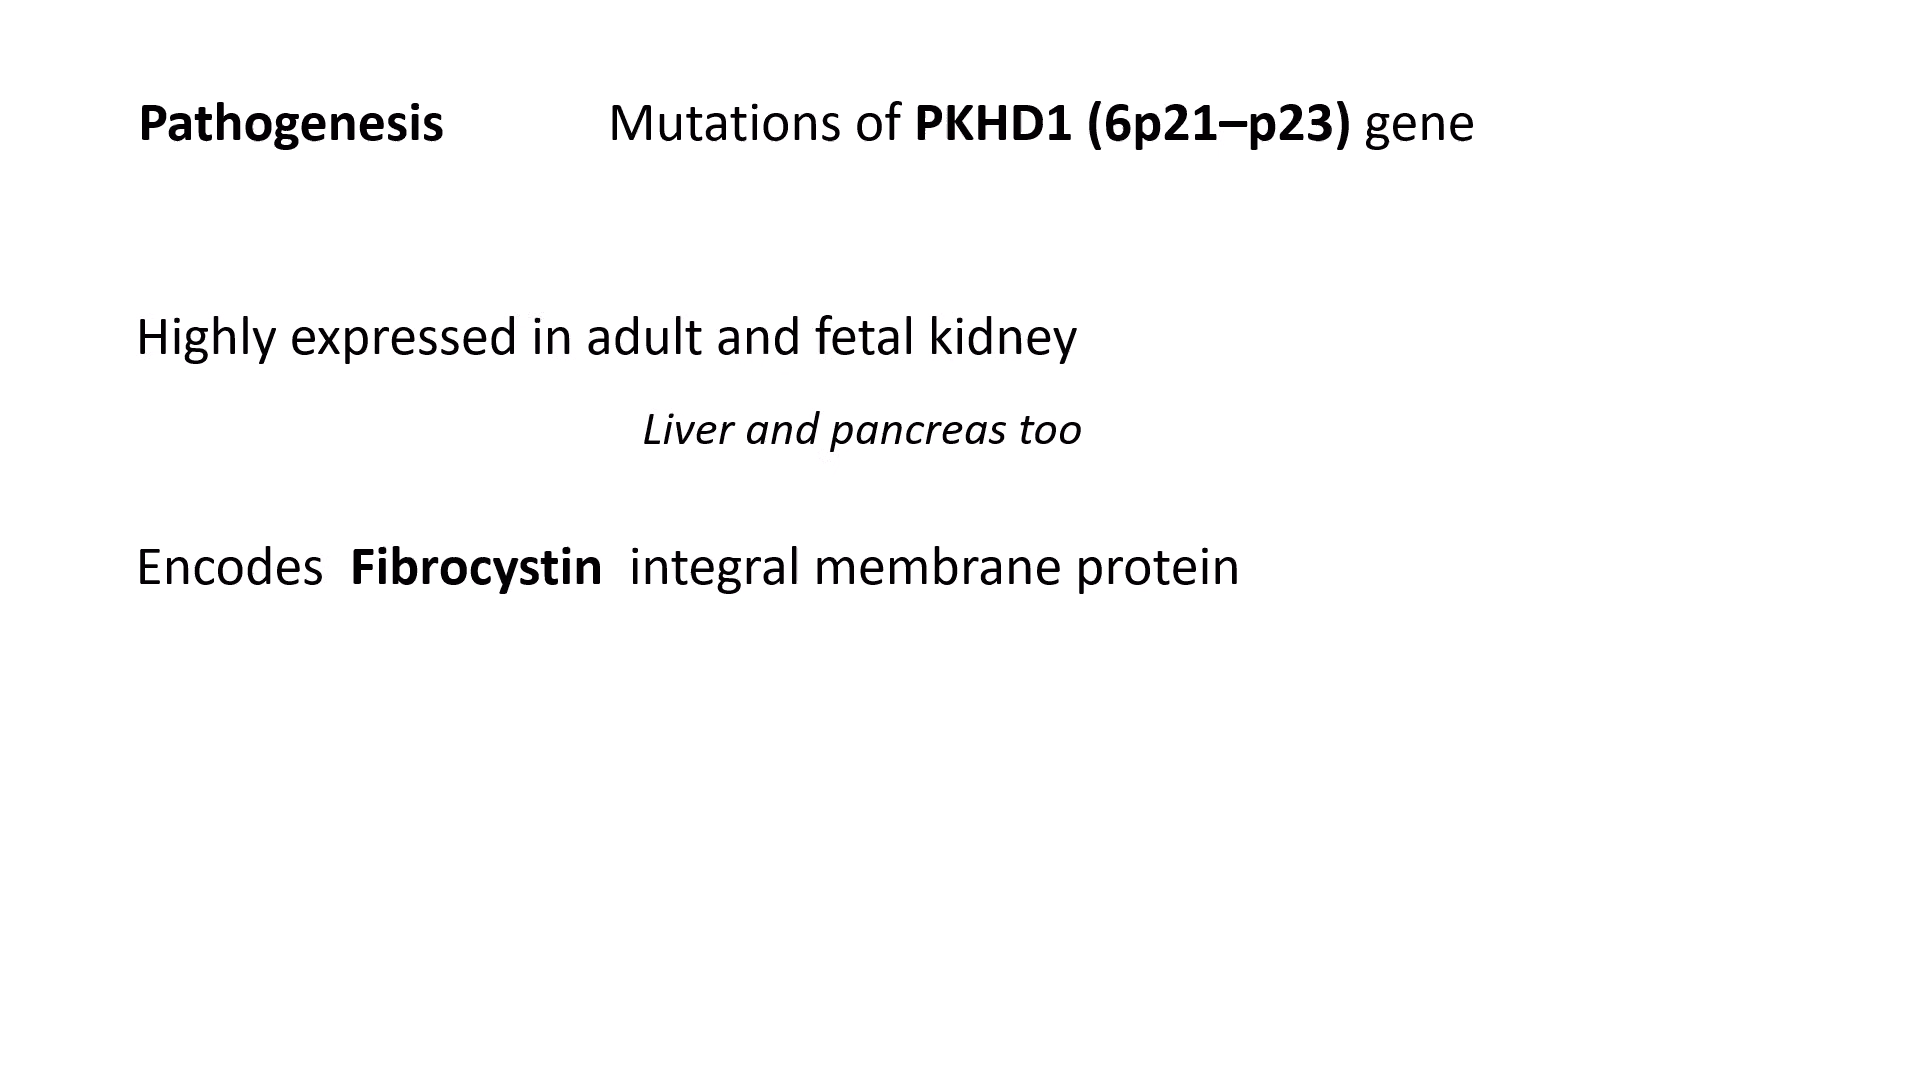 Pathogenesis Mutations of PKHD1 (6p21–p23) gene
Highly expressed in adult and fetal kidney
Liver and pancreas too
Encodes Fibrocystin integral membrane protein